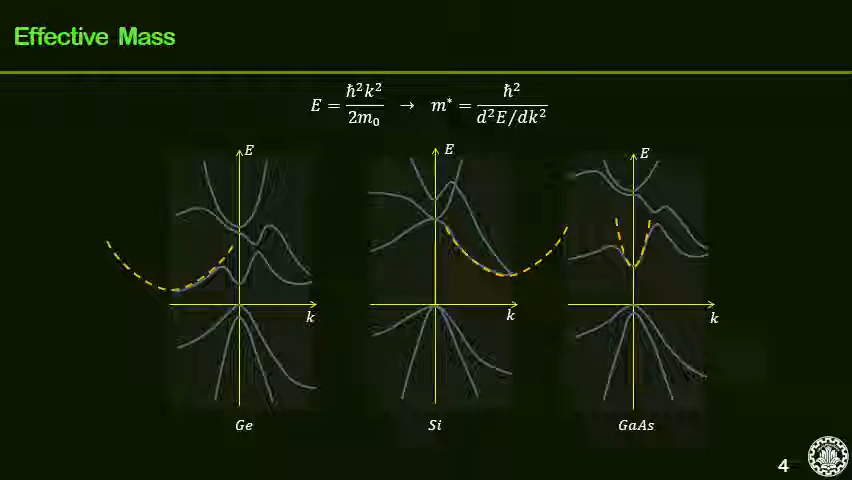 Effective Mass
E = ħ²k²/2m₀ → m* = ħ²/d²E/dk²
E E E
k k k
Ge Si GaAs
4